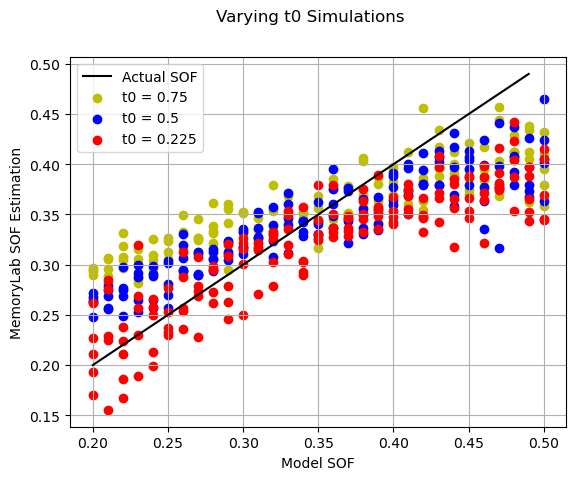 Varying t0 Simulations
Actual SOF
t0 = 0.75
t0 = 0.5
t0 = 0.225
MemoryLab SOF Estimation
0.50
0.45
0.40
0.35
0.30
0.25
0.20
0.15
0.20 0.25 0.30 0.35 0.40 0.45 0.50
Model SOF